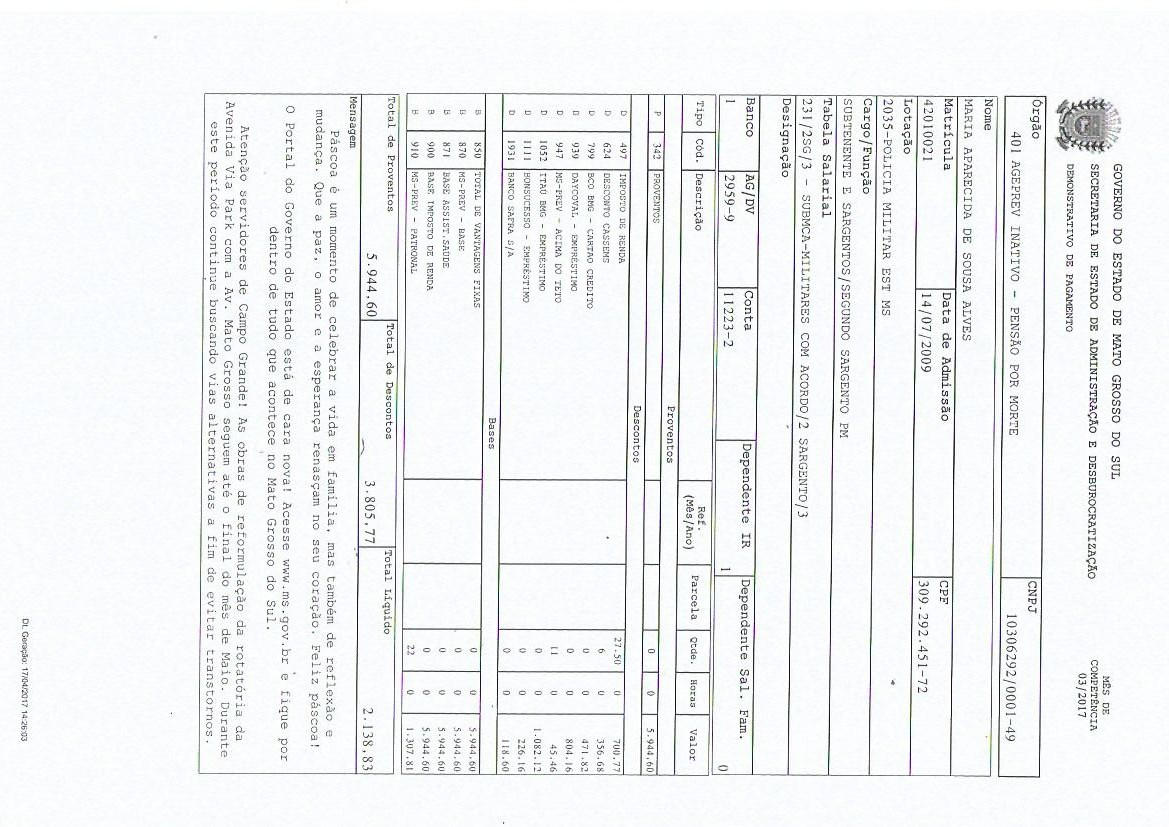 GOVERNO DO ESTADO DE MATO GROSSO DO SUL
SECRETARIA DE ESTADO DE ADMINISTRAÇÃO E DESBUROCRATIZAÇÃO
DEMONSTRATIVO DE PAGAMENTO
MÊS DE
COMPETÊNCIA
03/2017
Órgão CNPJ
401 AGEPREV INATIVO - PENSÃO POR MORTE 10306292/0001-49
Nome
MARIA APARECIDA DE SOUSA ALVES
Matrícula Data de Admissão CPF
42010021 14/07/2009 309.292.451-72
Lotação
2035-POLICIA MILITAR EST MS
Cargo/Função
SUBTENENTE E SARGENTOS/SEGUNDO SARGENTO PM
Tabela Salarial
231/2SG/3 - SUBMCA-MILITARES COM ACORDO/2 SARGENTO/3
Designação
Banco AG/DV Conta Dependente IR Dependente Sal. Fam.
1 2959-9 11223-2 1 0
Tipo Cód. Descrição Ref. (Mês/Ano) Parcela Qtde. Horas Valor
Proventos
P 342 PROVENTOS 0 0 5.944,60
Descontos
D 497 IMPOSTO DE RENDA 27.50 0 700.77
D 624 DESCONTO CASSEMS 6 0 356.68
D 799 BCO BMG - CARTAO CREDITO 0 0 471.82
D 939 DAYCOVAL - EMPRÉSTIMO 0 0 804.16
D 947 MS-PREV - ACIMA DO TETO 11 0 45.46
D 1052 ITAU BMG - EMPRÉSTIMO 0 0 1.082.12
D 1111 BONSUCESSO - EMPRÉSTIMO 0 0 226.16
D 1931 BANCO SAFRA S/A 0 0 118.60
Bases
B 850 TOTAL DE VANTAGENS FIXAS 0 0 5.944.60
B 870 MS-PREV - BASE 0 0 5.944.60
B 871 BASE ASSIST.SAÚDE 0 0 5.944.60
B 900 BASE IMPOSTO DE RENDA 0 0 5.944.60
B 910 MS-PREV - PATRONAL 22 0 1.307.81
Total de Proventos Total de Descontos Total Líquido
5.944.60 3.805,77 2.138,83
Mensagem
Páscoa é um momento de celebrar a vida em família, mas também de reflexão e
mudança. Que a paz, o amor e a esperança renasçam no seu coração. Feliz páscoa!
O Portal do Governo do Estado está de cara nova! Acesse www.ms.gov.br e fique por
dentro de tudo que acontece no Mato Grosso do Sul.
Atenção servidores de Campo Grande! As obras de reformulação da rotatória da
Avenida Via Park com a Av. Mato Grosso seguem até o final do mês de Maio. Durante
este período continue buscando vias alternativas a fim de evitar transtornos.
Dt. Geração: 17/04/2017 14:26:03